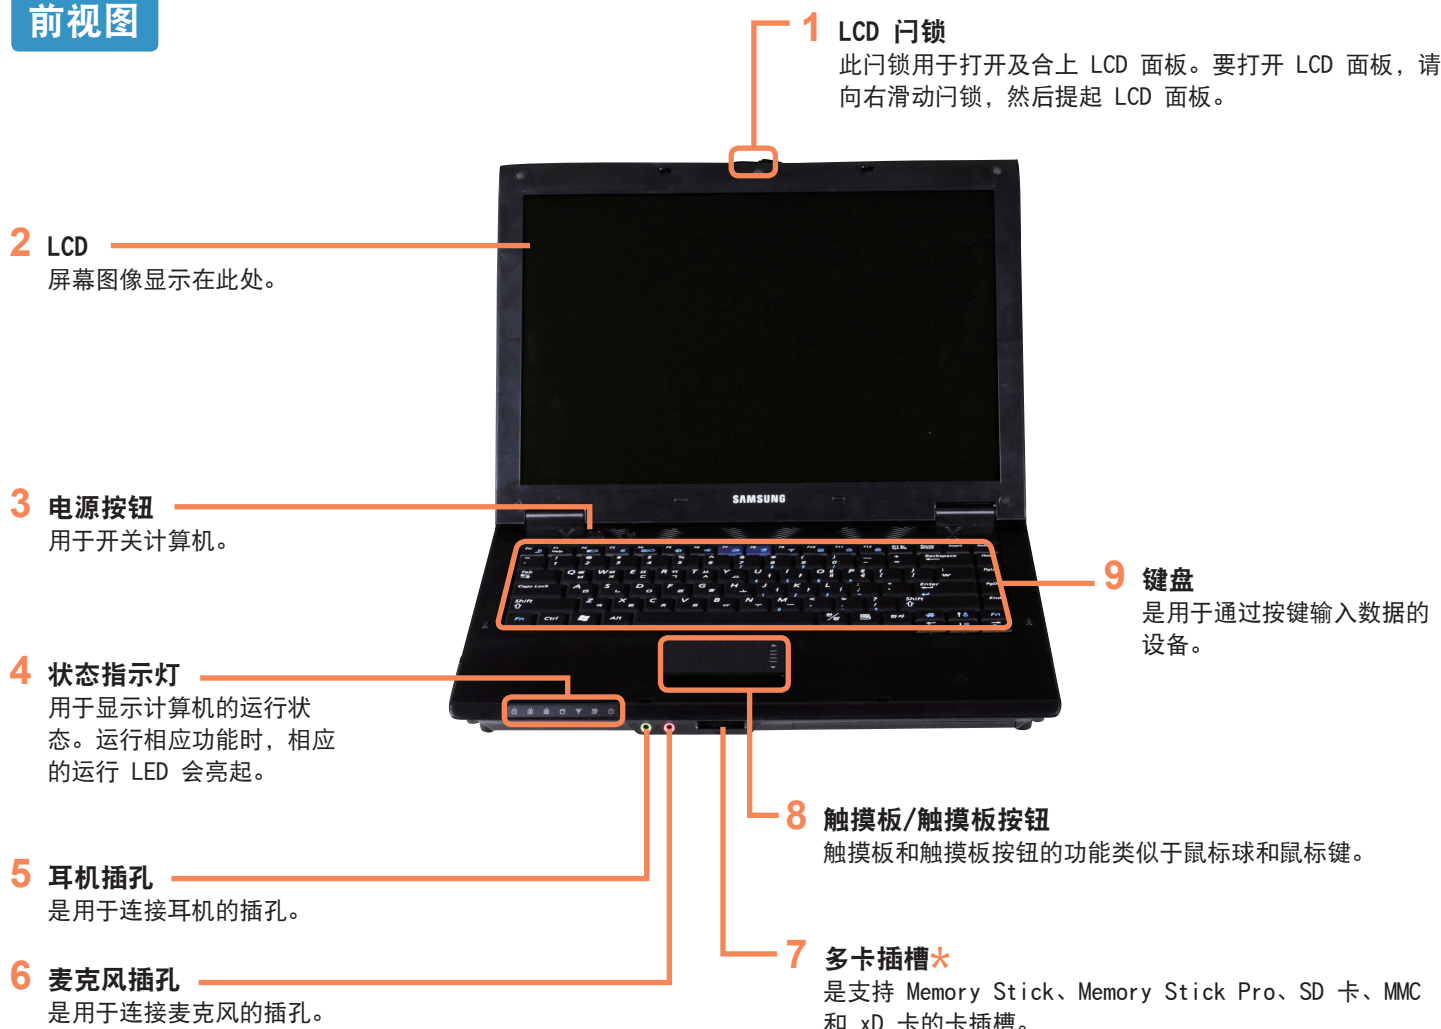 前视图
1 LCD 闩锁
此闩锁用于打开及合上 LCD 面板。要打开 LCD 面板，请
向右滑动闩锁，然后提起 LCD 面板。
2 LCD
屏幕图像显示在此处。
SAMSUNG
3 电源按钮
用于开关计算机。
9 键盘
是用于通过按键输入数据的
设备。
4 状态指示灯
用于显示计算机的运行状
态。运行相应功能时，相应
的运行 LED 会亮起。
8 触摸板/触摸板按钮
触摸板和触摸板按钮的功能类似于鼠标球和鼠标键。
5 耳机插孔
是用于连接耳机的插孔。
7 多卡插槽*
是支持 Memory Stick、Memory Stick Pro、SD 卡、MMC
和 xD 卡的卡插槽。
6 麦克风插孔
是用于连接麦克风的插孔。